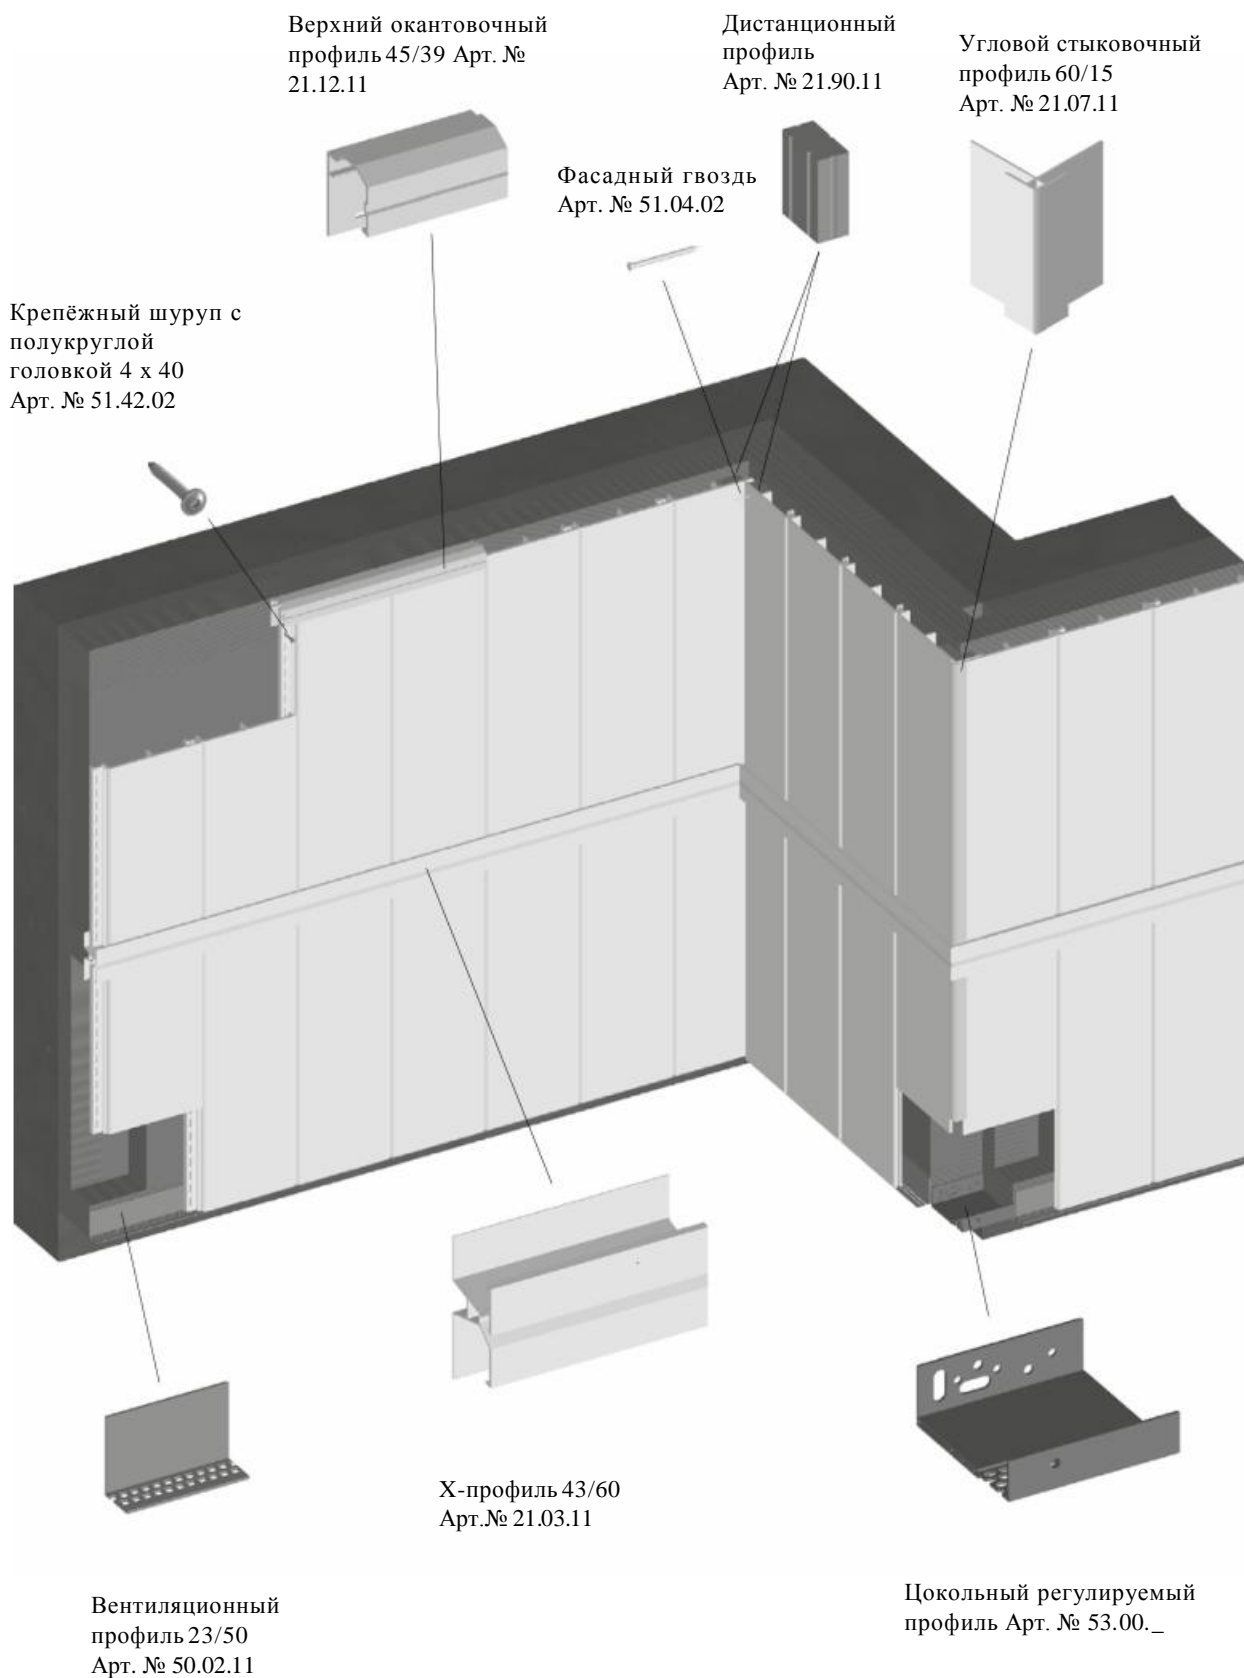 Верхний окантовочный
профиль 45/39 Арт. №
21.12.11
Дистанционный
профиль
Арт. № 21.90.11
Угловой стыковочный
профиль 60/15
Арт. № 21.07.11
Фасадный гвоздь
Арт. № 51.04.02
Крепёжный шуруп с
полукруглой
головкой 4 x 40
Арт. № 51.42.02
X-профиль 43/60
Арт.№ 21.03.11
Цокольный регулируемый
профиль Арт. № 53.00._
Вентиляционный
профиль 23/50
Арт. № 50.02.11